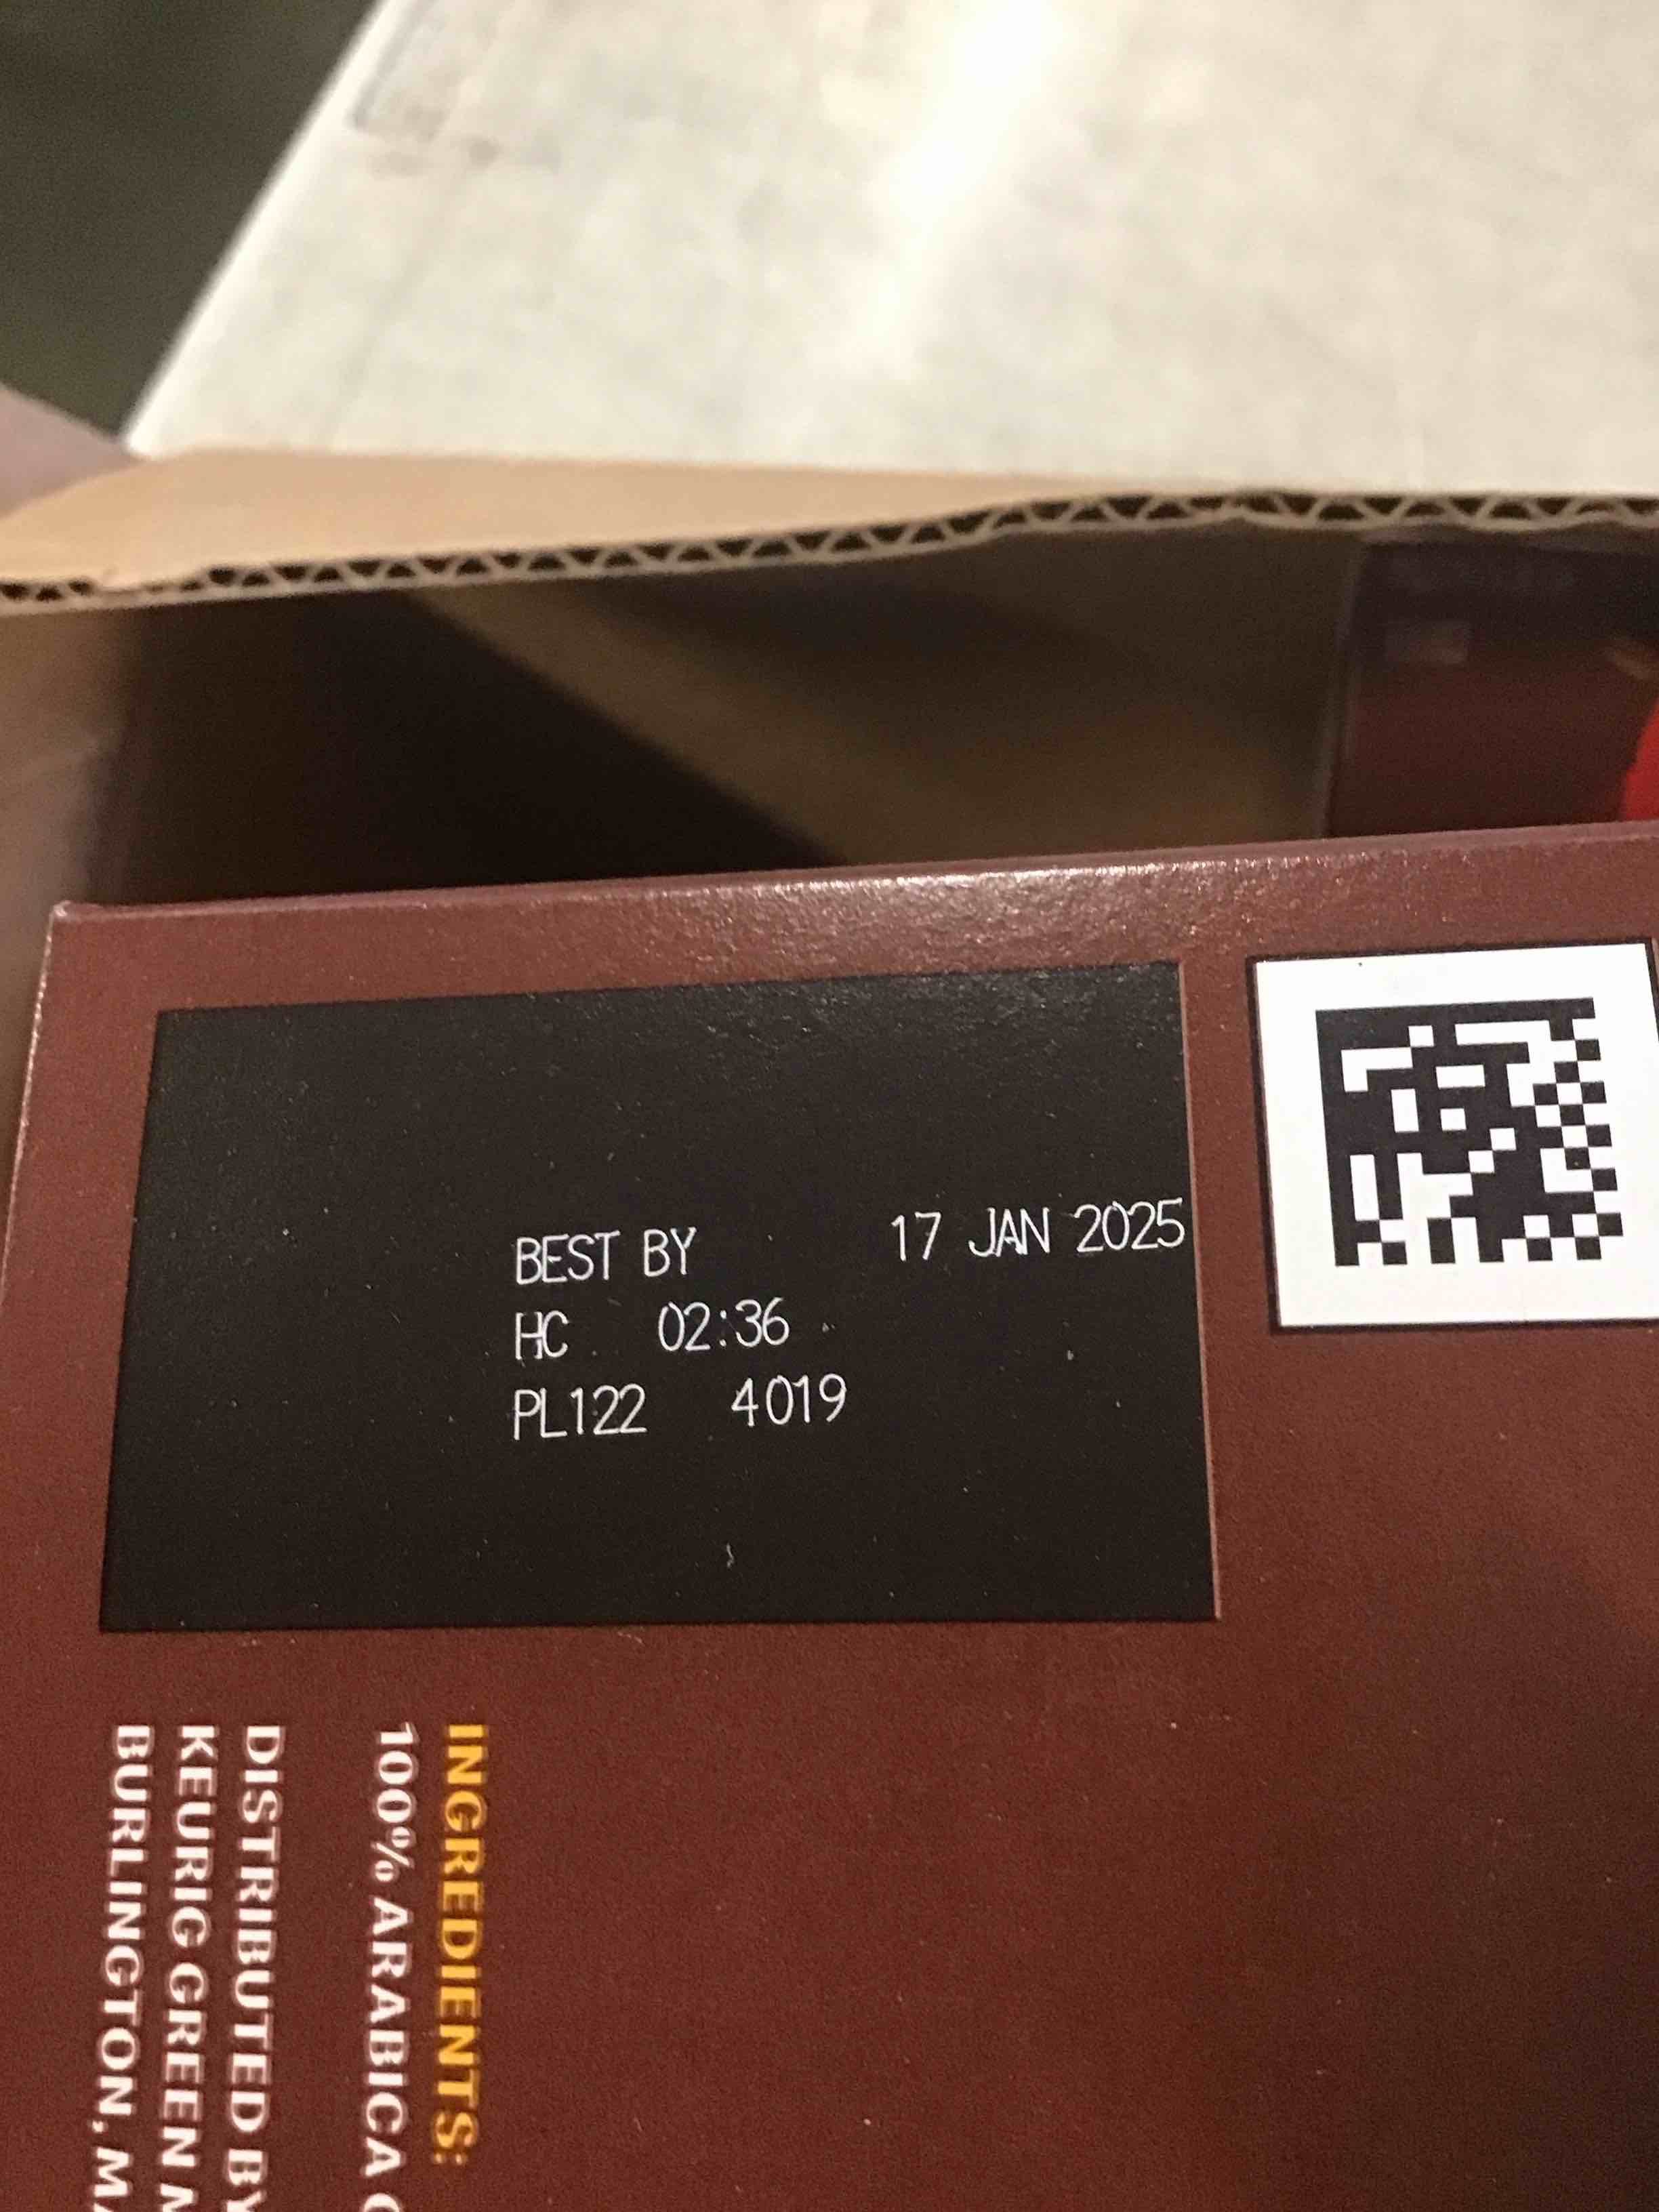 BEST BY 17 JAN 2025
HC 02:36
PL122 4019
INGREDIENTS:
100% ARABICA
DISTRIBUTED BY
KEURIG GREEN
BURLINGTON,